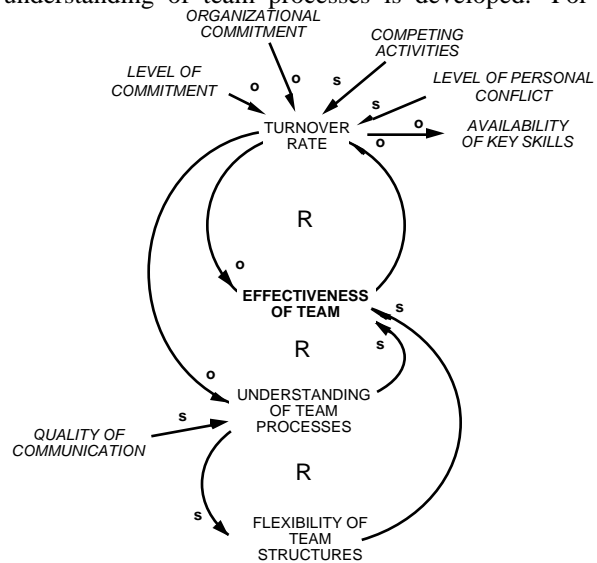 understanding of team processes is developed. For
ORGANIZATIONAL
COMMITMENT
COMPETING
ACTIVITIES
LEVEL OF
COMMITMENT
LEVEL OF PERSONAL
CONFLICT
o
o
s
s
TURNOVER
RATE
o
o
AVAILABILITY
OF KEY SKILLS
R
o
EFFECTIVENESS
OF TEAM
s
R
s
o
UNDERSTANDING
OF TEAM
PROCESSES
s
QUALITY OF
COMMUNICATION
R
s
FLEXIBILITY OF
TEAM
STRUCTURES